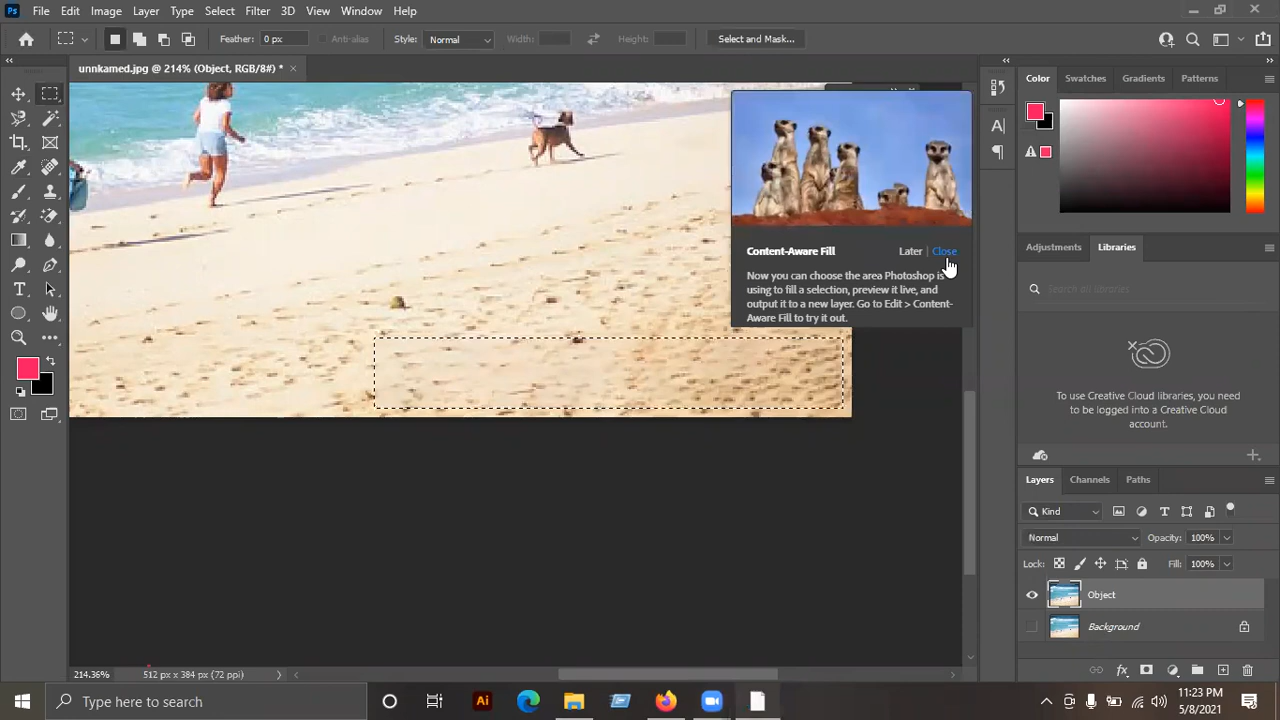 Ps File Edit Image Layer Type Select Filter 3D View Window Help
Feather: 0 px Anti-alias Style: Normal Width: Height: Select and Mask...
unnkamed.jpg @ 214% (Object, RGB/8#) * ×
Color Swatches Gradients Patterns
Content-Aware Fill Later | Close
Now you can choose the area Photoshop is
using to fill a selection, preview it live, and
output it to a new layer. Go to Edit > Content-
Aware Fill to try it out.
Adjustments Libraries
Search all libraries
To use Creative Cloud libraries, you
need to be logged into a Creative Cloud
account.
Layers Channels Paths
Kind
Normal Opacity: 100%
Lock: Fill: 100%
Object
Background
214.36% 512 px x 384 px (72 ppi)
Type here to search
Ai
11:23 PM
5/8/2021